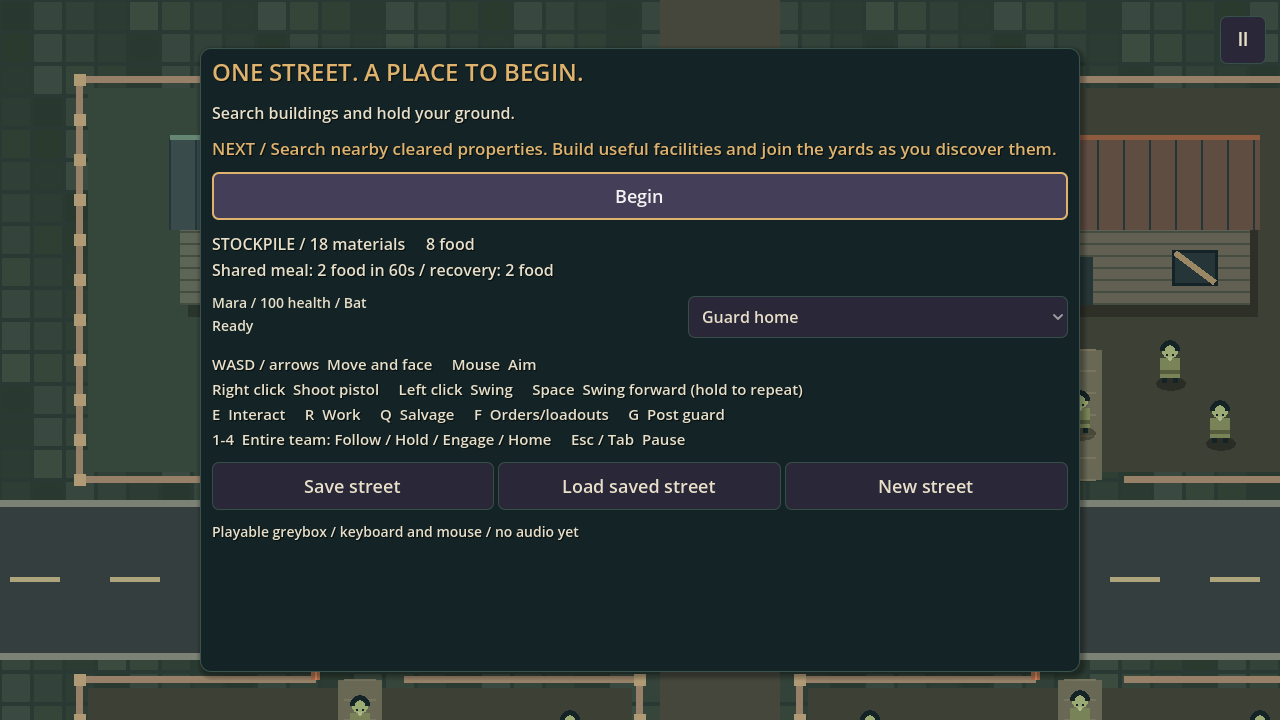 ONE STREET. A PLACE TO BEGIN.
Search buildings and hold your ground.
NEXT / Search nearby cleared properties. Build useful facilities and join the yards as you discover them.
Begin
STOCKPILE / 18 materials 8 food
Shared meal: 2 food in 60s / recovery: 2 food
Mara / 100 health / Bat
Ready
Guard home
WASD / arrows Move and face Mouse Aim
Right click Shoot pistol Left click Swing Space Swing forward (hold to repeat)
E Interact R Work Q Salvage F Orders/loadouts G Post guard
1-4 Entire team: Follow / Hold / Engage / Home Esc / Tab Pause
Save street Load saved street New street
Playable greybox / keyboard and mouse / no audio yet